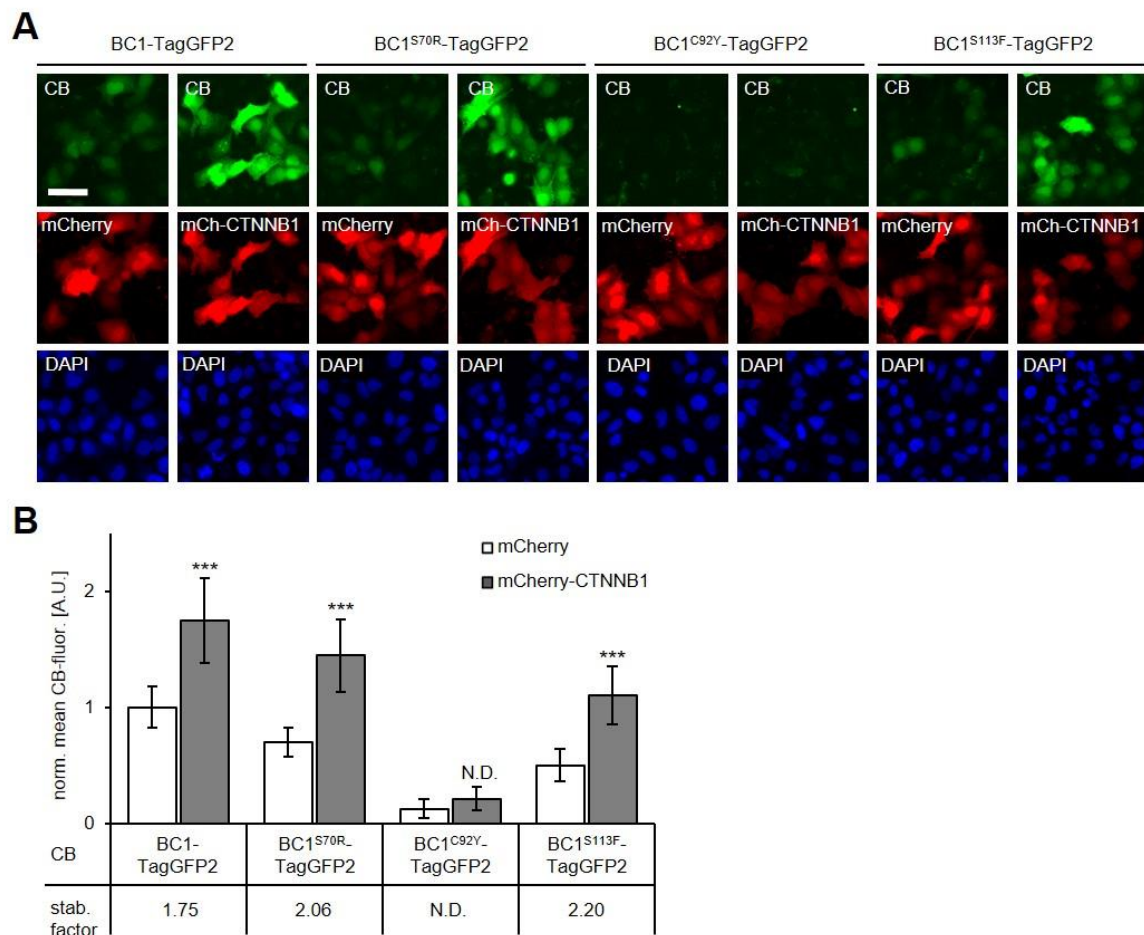 A
BC1-TagGFP2 BC1S70R-TagGFP2 BC1C92Y-TagGFP2 BC1S113F-TagGFP2
CB CB CB CB CB CB CB CB
mCherry mCh-CTNNB1 mCherry mCh-CTNNB1 mCherry mCh-CTNNB1 mCherry mCh-CTNNB1
DAPI DAPI DAPI DAPI DAPI DAPI DAPI DAPI
B
norm. mean CB-fluor. [A.U.]
2
1
0
mCherry
mCherry-CTNNB1
*** *** N.D. ***
CB BC1-TagGFP2 BC1S70R-TagGFP2 BC1C92Y-TagGFP2 BC1S113F-TagGFP2
stab. factor 1.75 2.06 N.D. 2.20